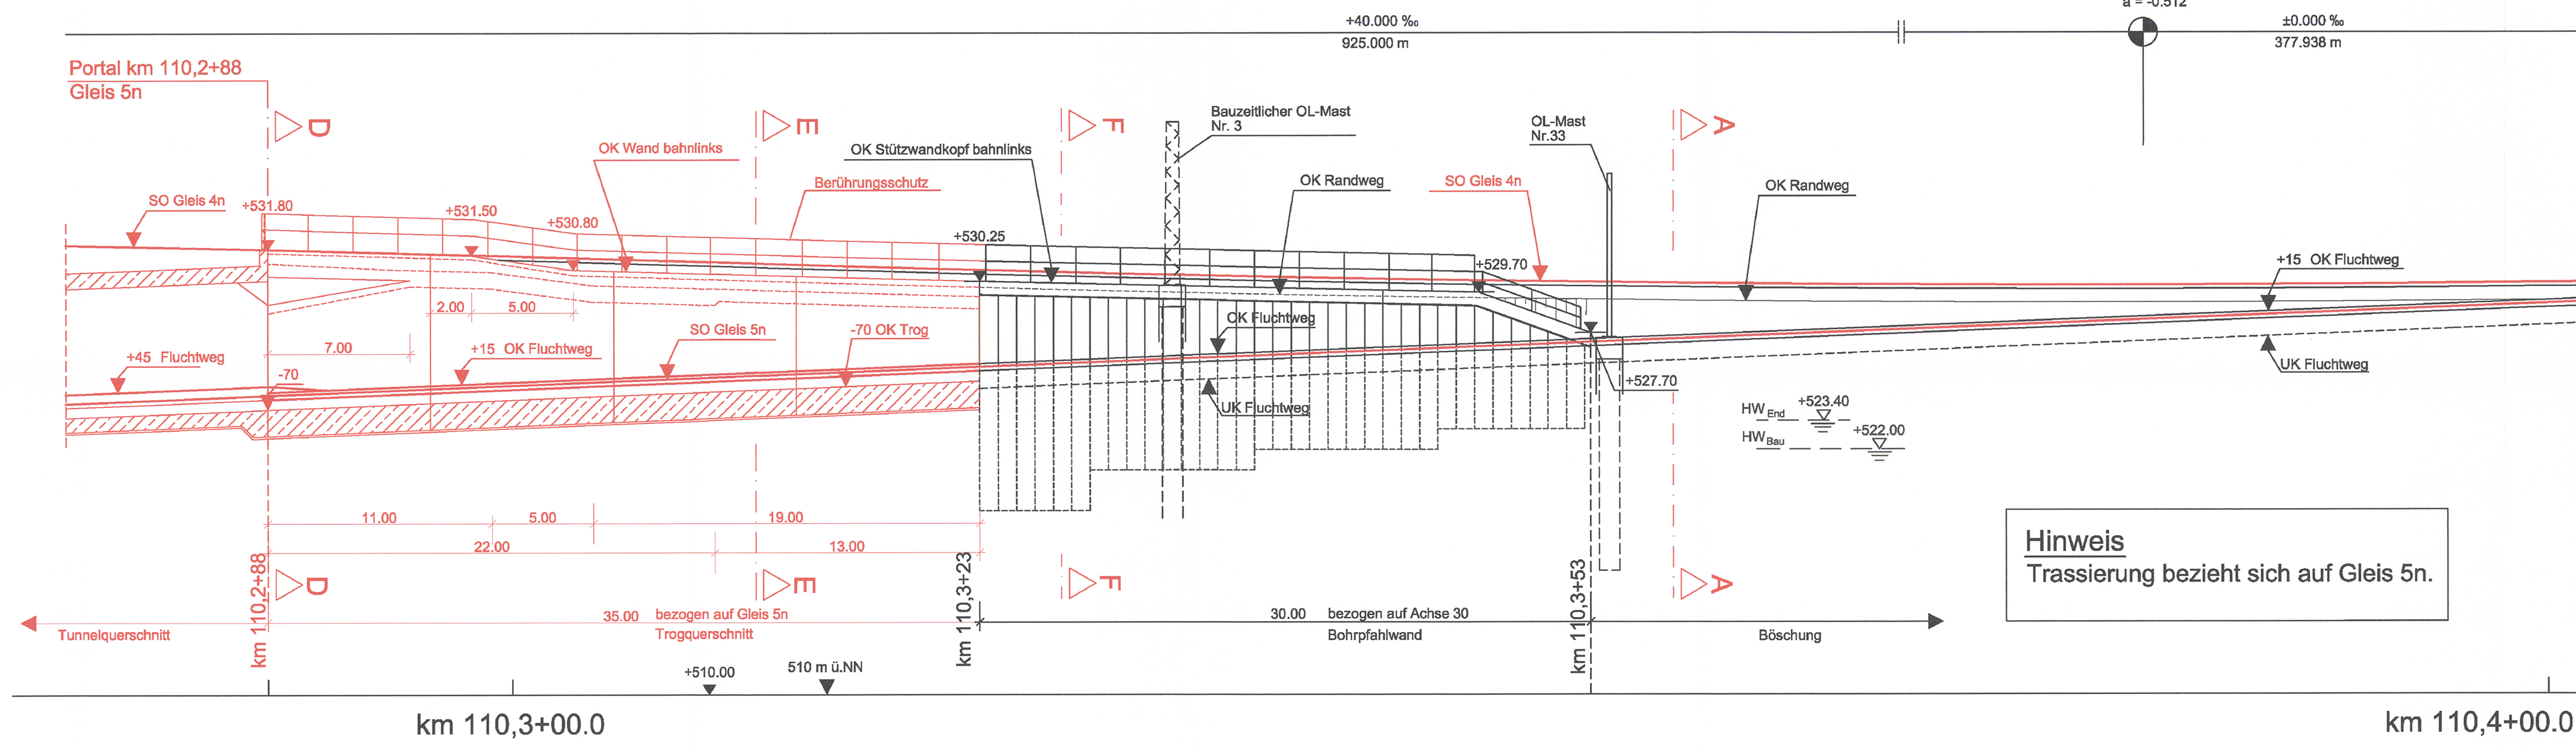 a = -0.512
+40.000 ‰
925.000 m
±0.000 ‰
377.938 m
Portal km 110,2+88
Gleis 5n
D
E
F
A
Bauzeitlicher OL-Mast
Nr. 3
OL-Mast
Nr.33
OK Wand bahnlinks
OK Stützwandkopf bahnlinks
Berührungsschutz
OK Randweg
SO Gleis 4n
OK Randweg
SO Gleis 4n
+531.80
+531.50
+530.80
+530.25
+529.70
+15 OK Fluchtweg
2.00
5.00
7.00
SO Gleis 5n
-70 OK Trog
OK Fluchtweg
+45 Fluchtweg
+15 OK Fluchtweg
-70
UK Fluchtweg
UK Fluchtweg
+527.70
HW End
+523.40
HW Bau
+522.00
11.00
5.00
19.00
22.00
13.00
Hinweis
Trassierung bezieht sich auf Gleis 5n.
D
E
F
A
km 110,2+88
km 110,3+23
km 110,3+53
35.00 bezogen auf Gleis 5n
30.00 bezogen auf Achse 30
Tunnelquerschnitt
Trogquerschnitt
Bohrpfahlwand
Böschung
+510.00
510 m ü.NN
km 110,3+00.0
km 110,4+00.0